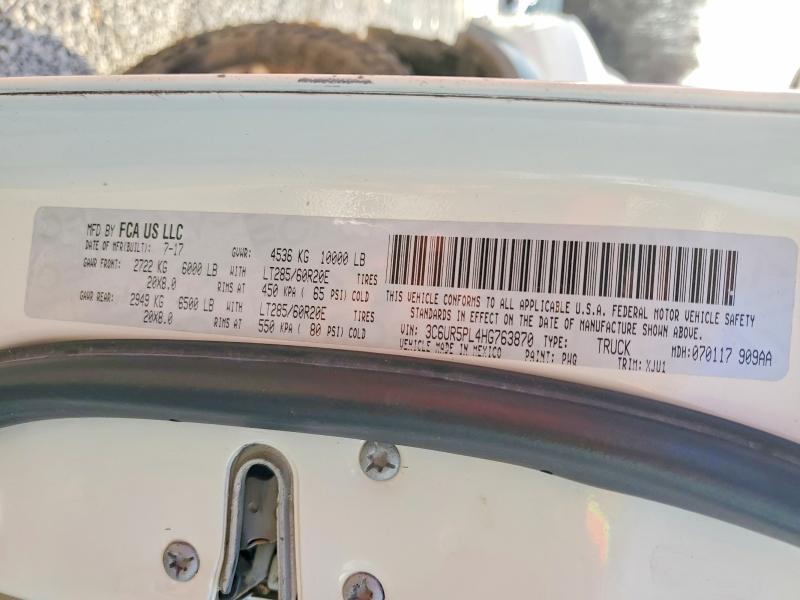 MFD BY FCA US LLC
DATE OF MFR(BUILT): 7-17 GVWR: 4536 KG 10000 LB
GAWR FRONT: 2722 KG 6000 LB WITH LT285/60R20E TIRES
20X8.0 RIMS AT 450 KPA ( 65 PSI) COLD
GAWR REAR: 2949 KG 6500 LB WITH LT285/60R20E TIRES
20X8.0 RIMS AT 550 KPA ( 80 PSI) COLD
THIS VEHICLE CONFORMS TO ALL APPLICABLE U.S.A. FEDERAL MOTOR VEHICLE SAFETY
STANDARDS IN EFFECT ON THE DATE OF MANUFACTURE SHOWN ABOVE.
VIN: 3C6UR5PL4HG763870 TYPE: TRUCK MDH: 070117 909AA
VEHICLE MADE IN MEXICO PAINT: PW8 TRIM: XJU1